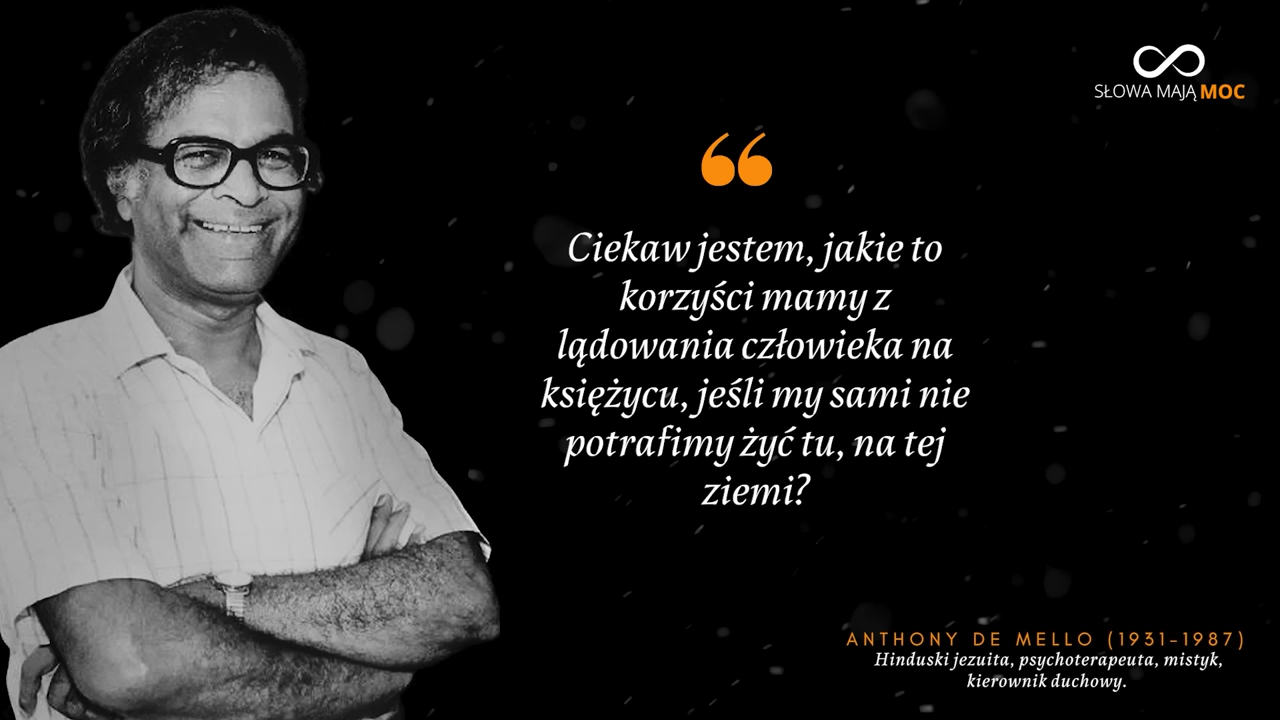 SŁOWA MAJĄ MOC
Ciekaw jestem, jakie to
korzyści mamy z
lądowania człowieka na
księżycu, jeśli my sami nie
potrafimy żyć tu, na tej
ziemi?
ANTHONY DE MELLO (1931-1987)
Hinduski jezuita, psychoterapeuta, mistyk,
kierownik duchowy.